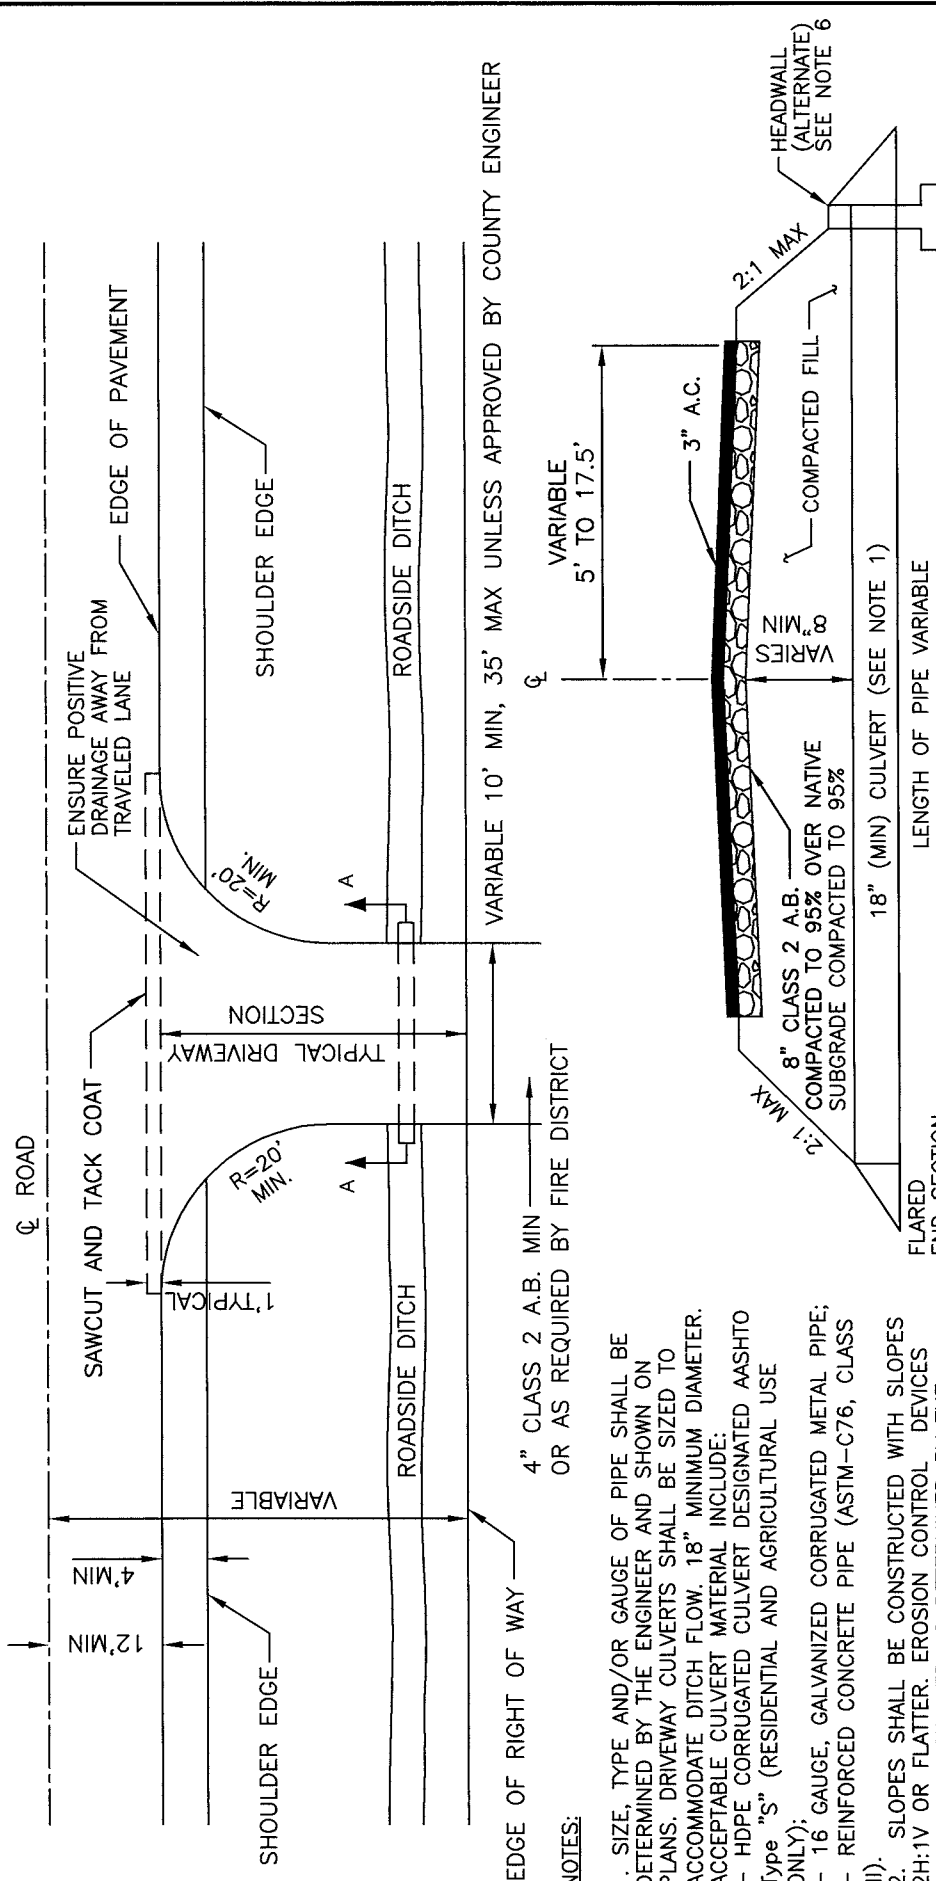 ℄ ROAD
SAWCUT AND TACK COAT
ENSURE POSITIVE
DRAINAGE AWAY FROM
TRAVELED LANE
EDGE OF PAVEMENT
12' MIN
4' MIN
VARIABLE
1' TYPICAL
R=20'
MIN.
R=20'
MIN.
TYPICAL DRIVEWAY
SECTION
SHOULDER EDGE
SHOULDER EDGE
A
A
ROADSIDE DITCH
ROADSIDE DITCH
EDGE OF RIGHT OF WAY
4" CLASS 2 A.B. MIN
OR AS REQUIRED BY FIRE DISTRICT
VARIABLE 10' MIN, 35' MAX UNLESS APPROVED BY COUNTY ENGINEER
NOTES:
. SIZE, TYPE AND/OR GAUGE OF PIPE SHALL BE
DETERMINED BY THE ENGINEER AND SHOWN ON
PLANS. DRIVEWAY CULVERTS SHALL BE SIZED TO
ACCOMMODATE DITCH FLOW. 18" MINIMUM DIAMETER.
ACCEPTABLE CULVERT MATERIAL INCLUDE:
- HDPE CORRUGATED CULVERT DESIGNATED AASHTO
Type "S" (RESIDENTIAL AND AGRICULTURAL USE
ONLY);
- 16 GAUGE, GALVANIZED CORRUGATED METAL PIPE;
- REINFORCED CONCRETE PIPE (ASTM-C76, CLASS
III).
2. SLOPES SHALL BE CONSTRUCTED WITH SLOPES
2H:1V OR FLATTER. EROSION CONTROL DEVICES
℄
VARIABLE
5' TO 17.5'
3" A.C.
2:1 MAX
2:1 MAX
HEADWALL
(ALTERNATE)
SEE NOTE 6
8" CLASS 2 A.B.
COMPACTED TO 95% OVER NATIVE
SUBGRADE COMPACTED TO 95%
VARIES
8" MIN
COMPACTED FILL
18" (MIN) CULVERT (SEE NOTE 1)
LENGTH OF PIPE VARIABLE
FLARED
END SECTION